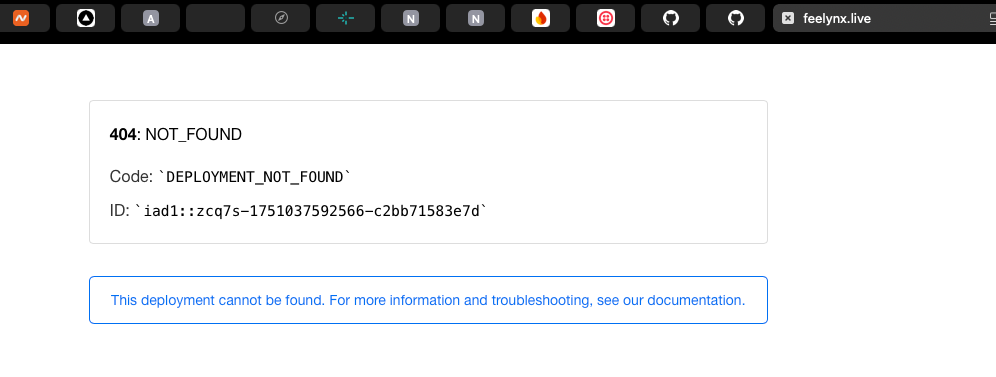 A
N
N
feelynx.live
404: NOT_FOUND
Code: `DEPLOYMENT_NOT_FOUND`
ID: `iad1::zcq7s-1751037592566-c2bb71583e7d`
This deployment cannot be found. For more information and troubleshooting, see our documentation.